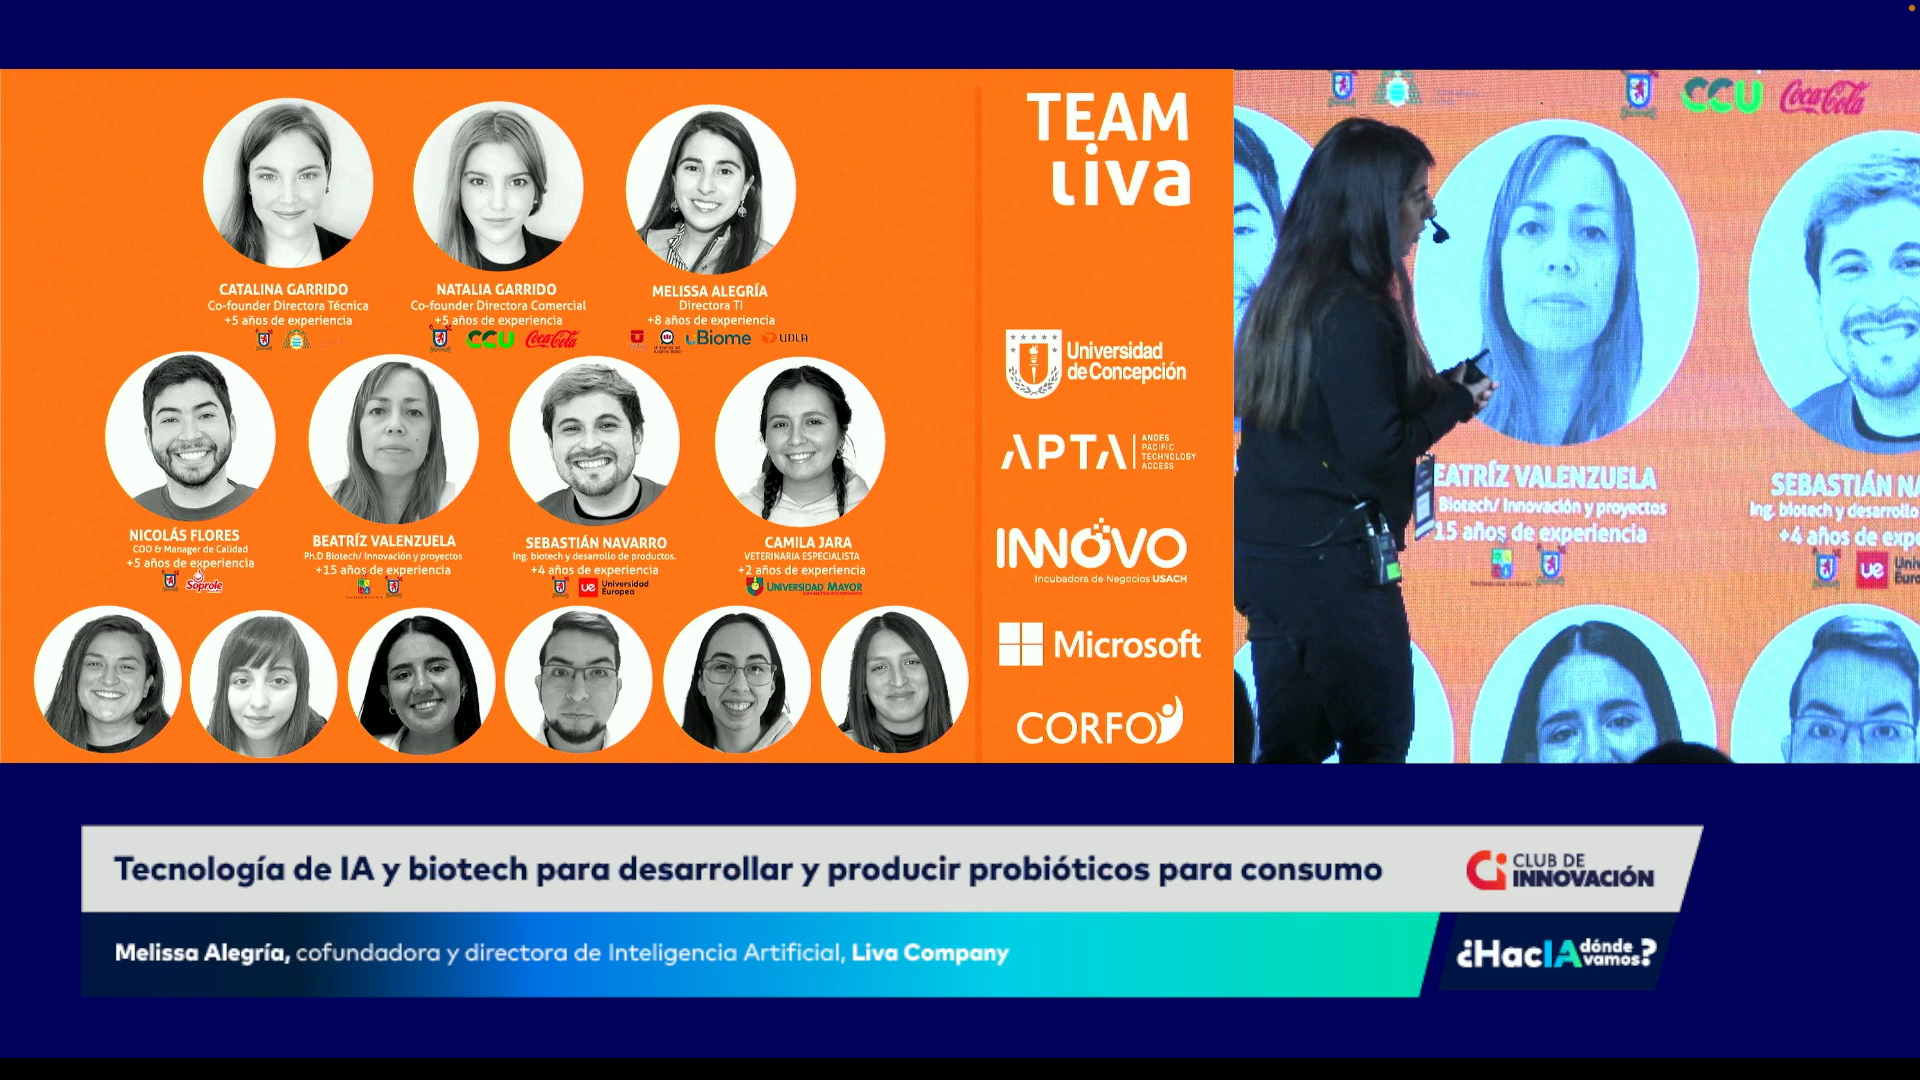 TEAM
Liva
CATALINA GARRIDO
Co-founder Directora Técnica
+5 años de experiencia
NATALIA GARRIDO
Co-founder Directora Comercial
+5 años de experiencia
CCU Coca-Cola
MELISSA ALEGRÍA
Directora TI
+8 años de experiencia
uBiome UDLA
NICOLÁS FLORES
COO & Manager de Calidad
+5 años de experiencia
Soprole
BEATRÍZ VALENZUELA
Ph.D Biotech/ Innovación y proyectos
+15 años de experiencia
SEBASTIÁN NAVARRO
Ing. biotech y desarrollo de productos.
+4 años de experiencia
ue Universidad
Europea
CAMILA JARA
VETERINARIA ESPECIALISTA
+2 años de experiencia
UNIVERSIDAD MAYOR
Universidad
de Concepción
APTA ANDES
PACIFIC
TECHNOLOGY
ACCESS
INNOVO
Incubadora de Negocios USACH
Microsoft
CORFO
CCU Coca-Cola
EATRÍZ VALENZUELA
Biotech/ Innovación y proyectos
15 años de experiencia
SEBASTIÁN NA
Ing. biotech y desarrollo
+4 años de expe
ue
Tecnología de IA y biotech para desarrollar y producir probióticos para consumo
CLUB DE
INNOVACIÓN
Melissa Alegría, cofundadora y directora de Inteligencia Artificial, Liva Company
¿HacIA dónde
vamos?